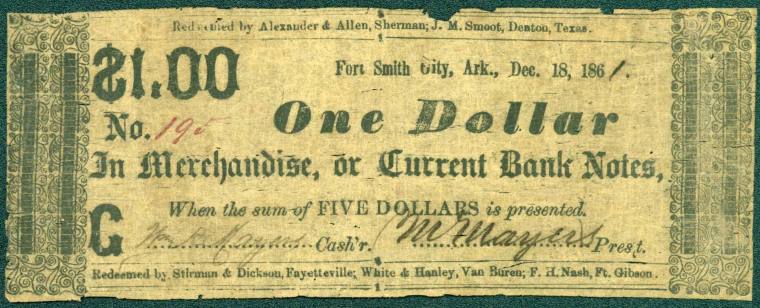 Redeemed by Alexander & Allen, Sherman; J. M. Smoot, Denton, Texas.
$1.00
Fort Smith City, Ark., Dec. 18, 1861.
No. 195
One Dollar
In Merchandise, or Current Bank Notes,
When the sum of FIVE DOLLARS is presented.
C
Cash'r. M Mayers Prest.
Redeemed by Stirman & Dickson, Fayetteville; White & Hanley, Van Buren; F. H. Nash, Ft. Gibson.